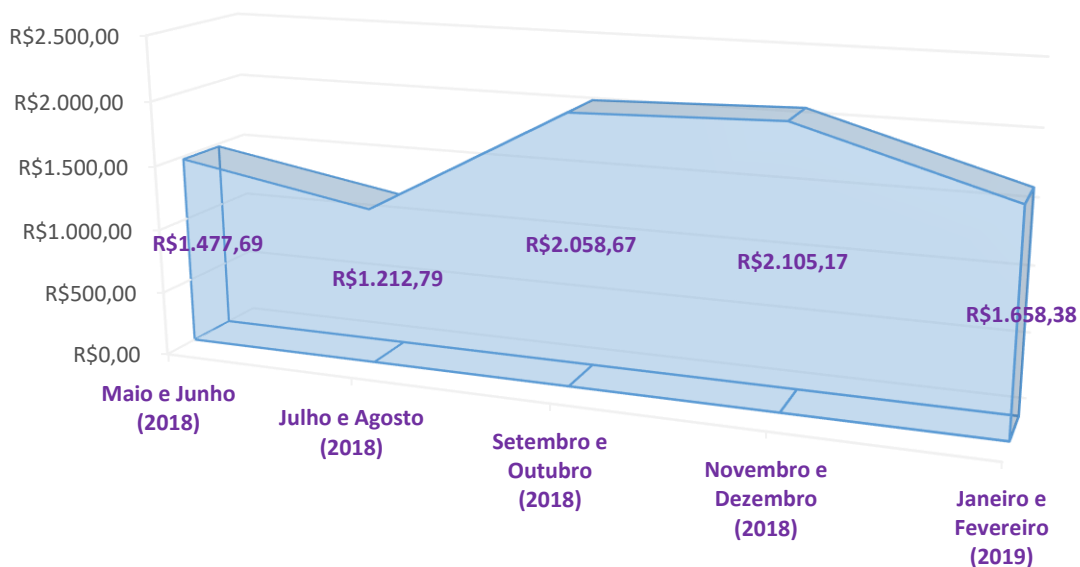 R$2.500,00
R$2.000,00
R$1.500,00
R$1.000,00
R$500,00
R$0,00
R$1.477,69
R$1.212,79
R$2.058,67
R$2.105,17
R$1.658,38
Maio e Junho
(2018)
Julho e Agosto
(2018)
Setembro e
Outubro
(2018)
Novembro e
Dezembro
(2018)
Janeiro e
Fevereiro
(2019)